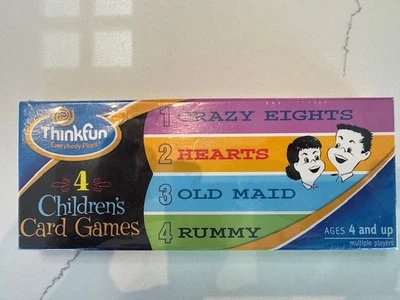 Thinkfun
Everybody Plays!
4
Children's
Card Games
1 CRAZY EIGHTS
2 HEARTS
3 OLD MAID
4 RUMMY
AGES 4 and up
multiple players